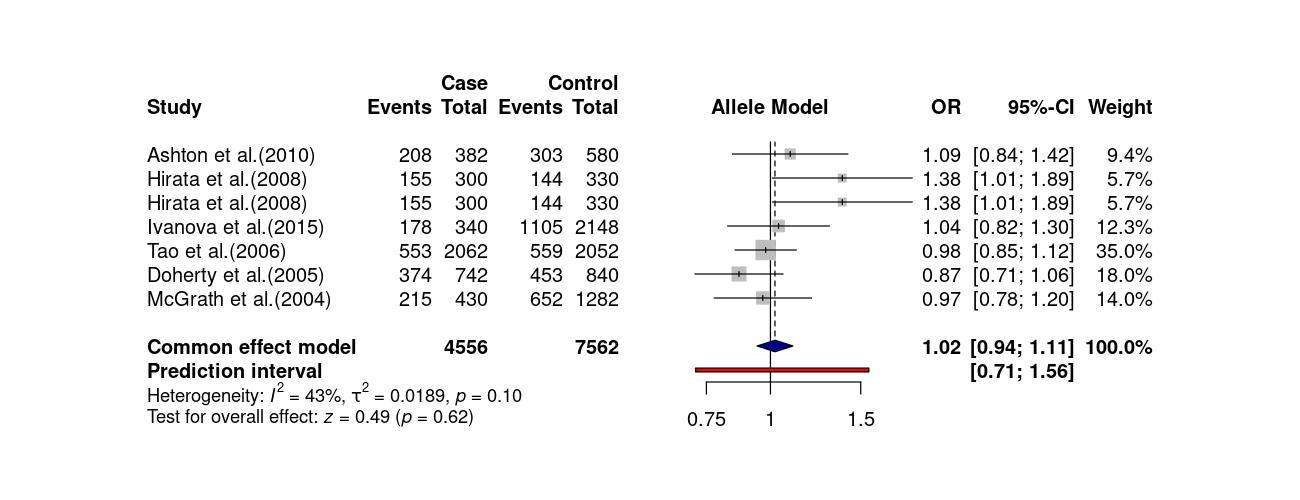 Case Control
Study Events Total Events Total Allele Model OR 95%-CI Weight
Ashton et al.(2010) 208 382 303 580 1.09 [0.84; 1.42] 9.4%
Hirata et al.(2008) 155 300 144 330 1.38 [1.01; 1.89] 5.7%
Hirata et al.(2008) 155 300 144 330 1.38 [1.01; 1.89] 5.7%
Ivanova et al.(2015) 178 340 1105 2148 1.04 [0.82; 1.30] 12.3%
Tao et al.(2006) 553 2062 559 2052 0.98 [0.85; 1.12] 35.0%
Doherty et al.(2005) 374 742 453 840 0.87 [0.71; 1.06] 18.0%
McGrath et al.(2004) 215 430 652 1282 0.97 [0.78; 1.20] 14.0%
Common effect model 4556 7562 1.02 [0.94; 1.11] 100.0%
Prediction interval [0.71; 1.56]
Heterogeneity: I² = 43%, τ² = 0.0189, p = 0.10
Test for overall effect: z = 0.49 (p = 0.62)
0.75 1 1.5